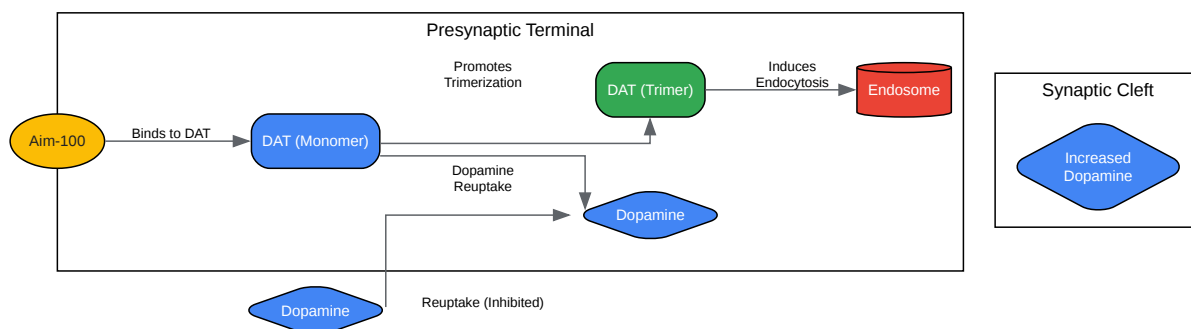 Presynaptic Terminal
Promotes
Trimerization
Induces
Endocytosis
DAT (Trimer)
Endosome
Synaptic Cleft
Aim-100
Binds to DAT
DAT (Monomer)
Increased
Dopamine
Dopamine
Reuptake
Dopamine
Dopamine
Reuptake (Inhibited)